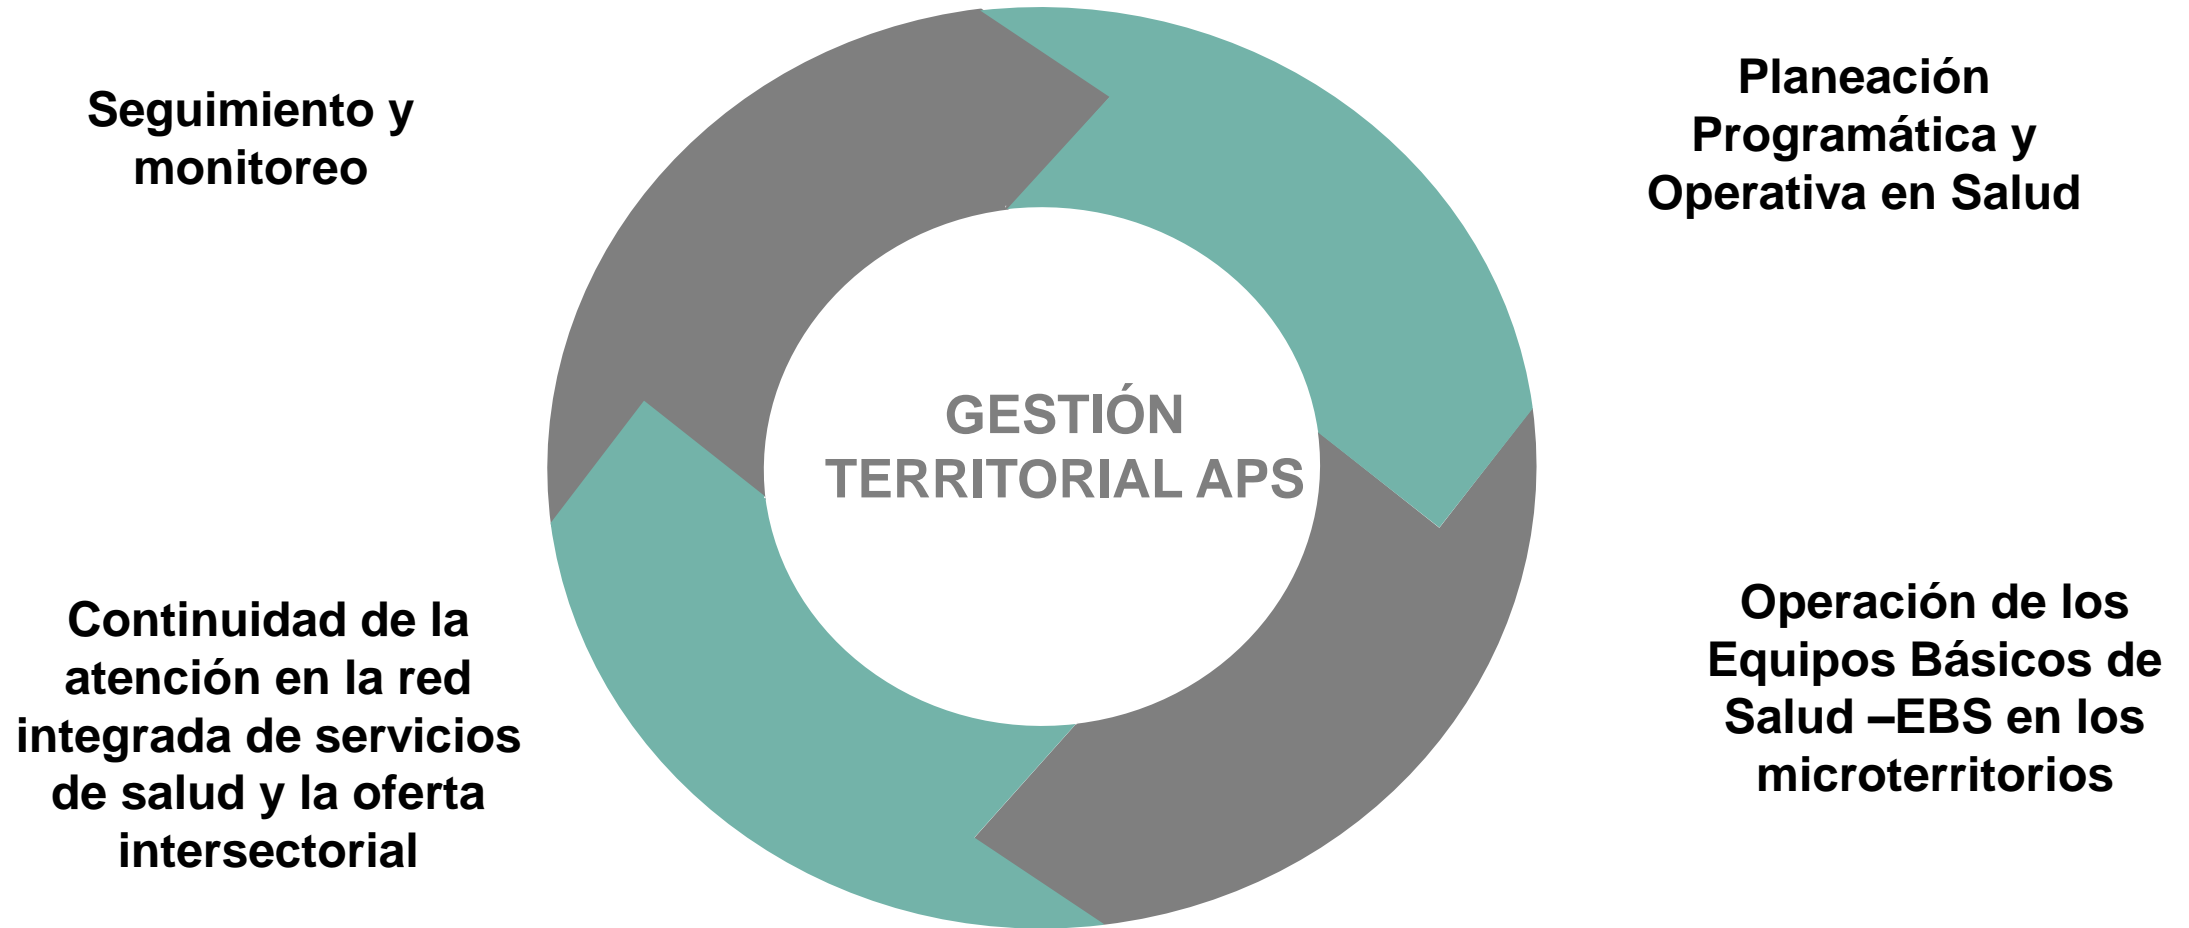 Seguimiento y
monitoreo
Planeación
Programática y
Operativa en Salud
GESTIÓN
TERRITORIAL APS
Continuidad de la
atención en la red
integrada de servicios
de salud y la oferta
intersectorial
Operación de los
Equipos Básicos de
Salud –EBS en los
microterritorios